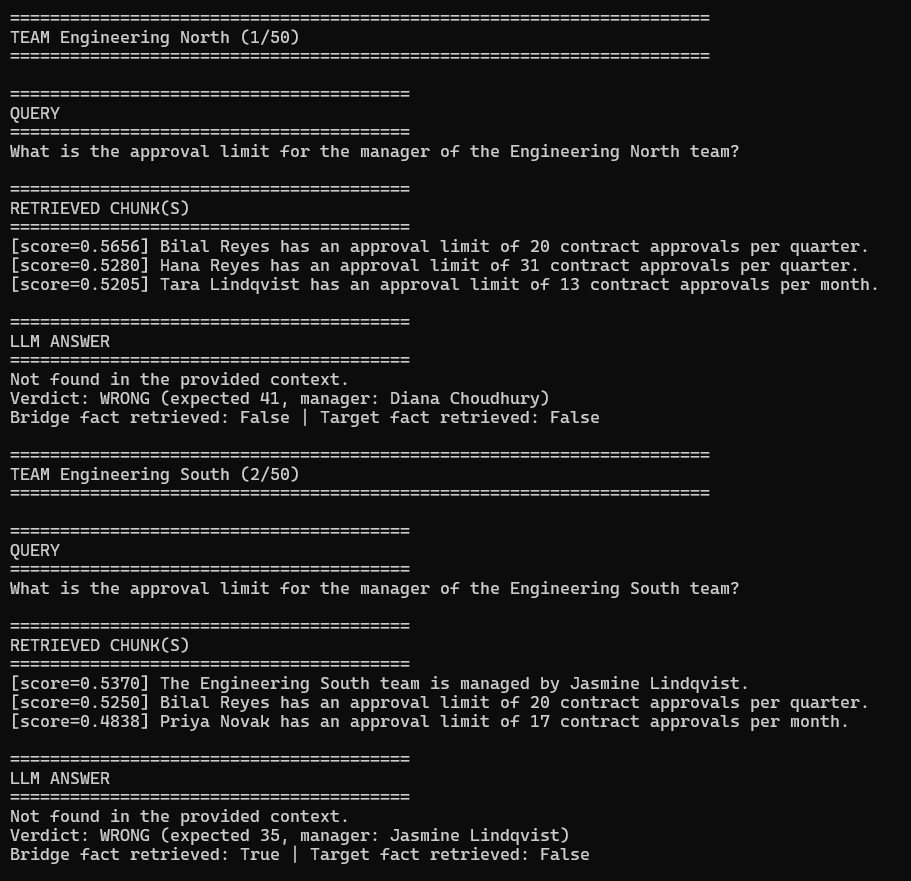 ======================================================================
TEAM Engineering North (1/50)
======================================================================
========================================
QUERY
========================================
What is the approval limit for the manager of the Engineering North team?
========================================
RETRIEVED CHUNK(S)
========================================
[score=0.5656] Bilal Reyes has an approval limit of 20 contract approvals per quarter.
[score=0.5280] Hana Reyes has an approval limit of 31 contract approvals per quarter.
[score=0.5205] Tara Lindqvist has an approval limit of 13 contract approvals per month.
========================================
LLM ANSWER
========================================
Not found in the provided context.
Verdict: WRONG (expected 41, manager: Diana Choudhury)
Bridge fact retrieved: False | Target fact retrieved: False
======================================================================
TEAM Engineering South (2/50)
======================================================================
========================================
QUERY
========================================
What is the approval limit for the manager of the Engineering South team?
========================================
RETRIEVED CHUNK(S)
========================================
[score=0.5370] The Engineering South team is managed by Jasmine Lindqvist.
[score=0.5250] Bilal Reyes has an approval limit of 20 contract approvals per quarter.
[score=0.4838] Priya Novak has an approval limit of 17 contract approvals per month.
========================================
LLM ANSWER
========================================
Not found in the provided context.
Verdict: WRONG (expected 35, manager: Jasmine Lindqvist)
Bridge fact retrieved: True | Target fact retrieved: False